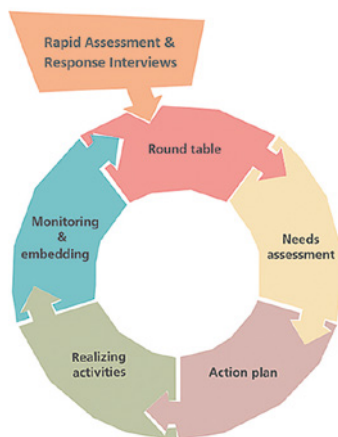 Rapid Assessment &
Response Interviews
Round table
Needs
assessment
Action plan
Realizing
activities
Monitoring
&
embedding